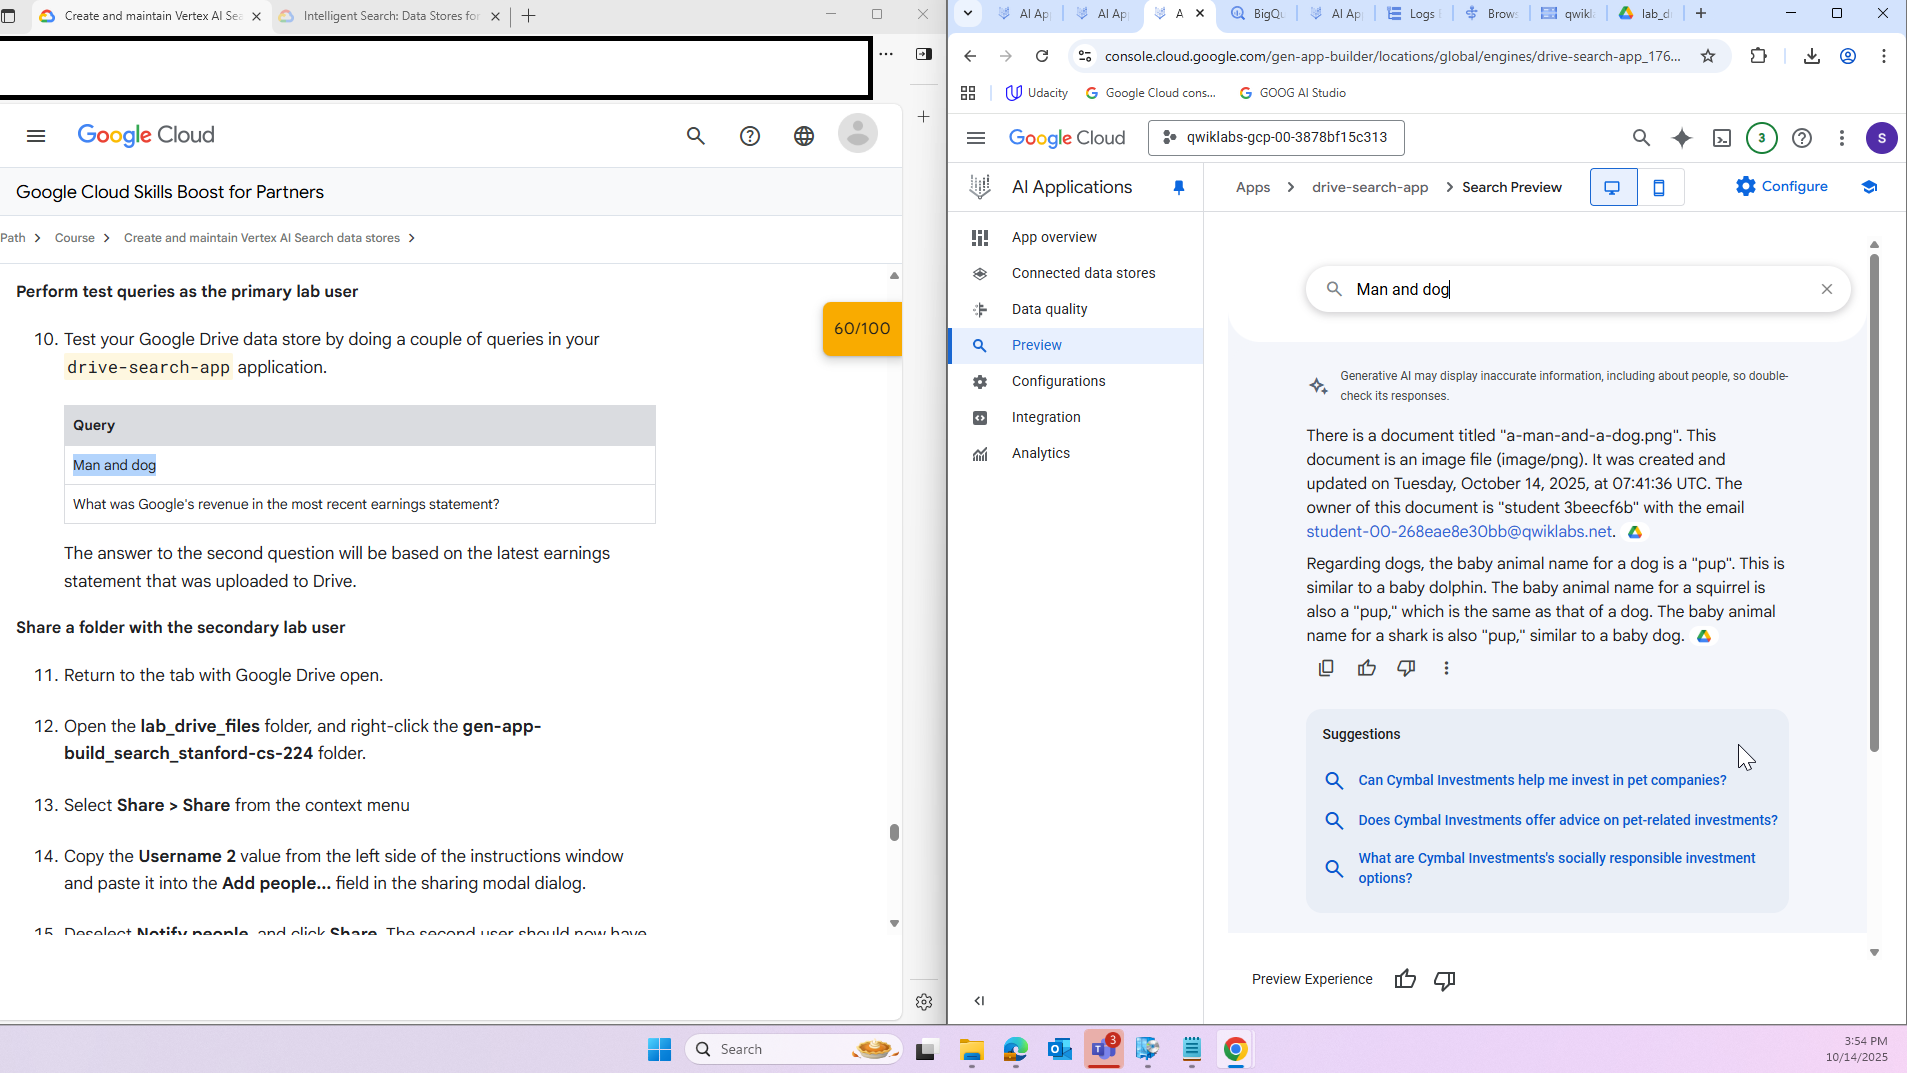 Create and maintain Vertex AI Sea
Intelligent Search: Data Stores for
Google Cloud
Google Cloud Skills Boost for Partners
Path
Course
Create and maintain Vertex AI Search data stores
Perform test queries as the primary lab user
60/100
10. Test your Google Drive data store by doing a couple of queries in your
drive-search-app application.
Query
Man and dog
What was Google's revenue in the most recent earnings statement?
The answer to the second question will be based on the latest earnings
statement that was uploaded to Drive.
Share a folder with the secondary lab user
11. Return to the tab with Google Drive open.
12. Open the lab_drive_files folder, and right-click the gen-app-
build_search_stanford-cs-224 folder.
13. Select Share > Share from the context menu
14. Copy the Username 2 value from the left side of the instructions window
and paste it into the Add people... field in the sharing modal dialog.
15. Deselect Notify people, and click Share. The second user should now have
AI Ap
AI Ap
A
BigQu
AI Ap
Logs
Brows
qwikl
lab_d
console.cloud.google.com/gen-app-builder/locations/global/engines/drive-search-app_176...
Udacity
Google Cloud cons...
GOOG AI Studio
Google Cloud
qwiklabs-gcp-00-3878bf15c313
3
S
AI Applications
Apps
drive-search-app
Search Preview
Configure
App overview
Connected data stores
Data quality
Preview
Configurations
Integration
Analytics
Man and dog
Generative AI may display inaccurate information, including about people, so double-
check its responses.
There is a document titled "a-man-and-a-dog.png". This
document is an image file (image/png). It was created and
updated on Tuesday, October 14, 2025, at 07:41:36 UTC. The
owner of this document is "student 3beecf6b" with the email
student-00-268eae8e30bb@qwiklabs.net.
Regarding dogs, the baby animal name for a dog is a "pup". This is
similar to a baby dolphin. The baby animal name for a squirrel is
also a "pup," which is the same as that of a dog. The baby animal
name for a shark is also "pup," similar to a baby dog.
Suggestions
Can Cymbal Investments help me invest in pet companies?
Does Cymbal Investments offer advice on pet-related investments?
What are Cymbal Investments's socially responsible investment
options?
Preview Experience
Search
3
3:54 PM
10/14/2025